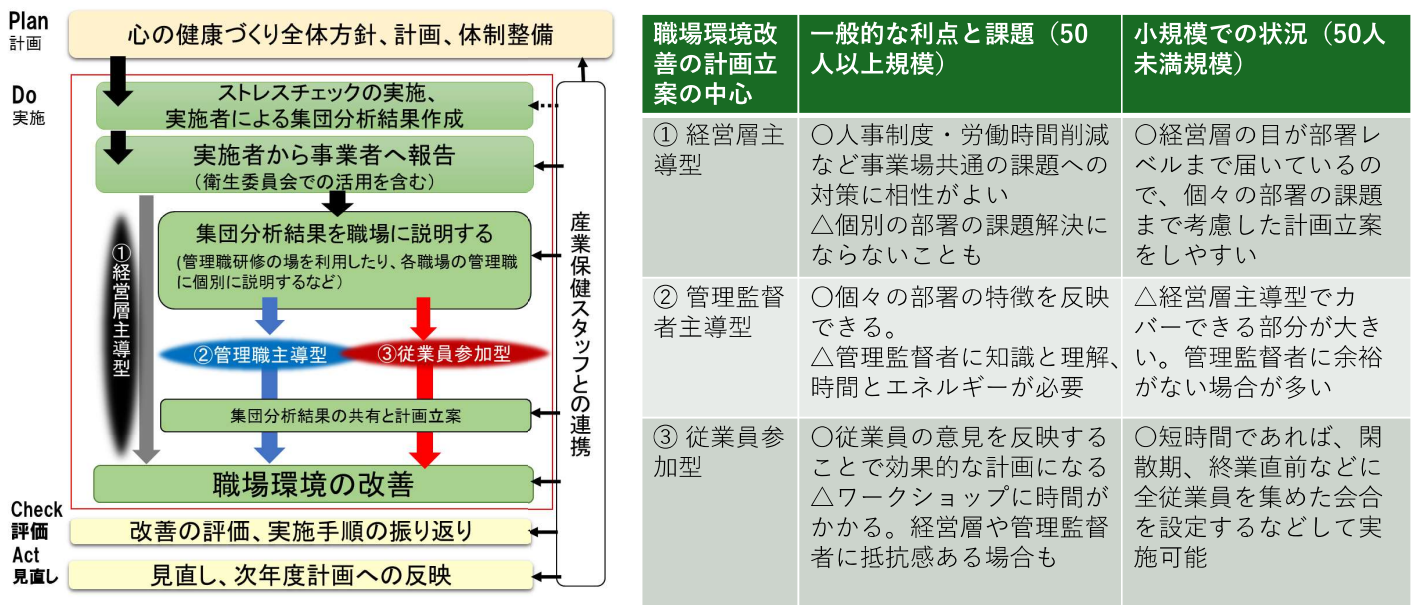 Plan
計画
心の健康づくり全体方針、計画、体制整備
Do
実施
ストレスチェックの実施、
実施者による集団分析結果作成
実施者から事業者へ報告
（衛生委員会での活用を含む）
集団分析結果を職場に説明する
(管理職研修の場を利用したり、各職場の管理職
に個別に説明するなど）
①経営層主導型
②管理職主導型
③従業員参加型
集団分析結果の共有と計画立案
職場環境の改善
産業保健スタッフとの連携
Check
評価
改善の評価、実施手順の振り返り
Act
見直し
見直し、次年度計画への反映
職場環境改
善の計画立
案の中心
一般的な利点と課題（50
人以上規模）
小規模での状況（50人
未満規模）
① 経営層主
導型
〇人事制度・労働時間削減
など事業場共通の課題への
対策に相性がよい
△個別の部署の課題解決に
ならないことも
〇経営層の目が部署レ
ベルまで届いているの
で、個々の部署の課題
まで考慮した計画立案
をしやすい
② 管理監督
者主導型
〇個々の部署の特徴を反映
できる。
△管理監督者に知識と理解、
時間とエネルギーが必要
△経営層主導型でカ
バーできる部分が大き
い。管理監督者に余裕
がない場合が多い
③ 従業員参
加型
〇従業員の意見を反映する
ことで効果的な計画になる
△ワークショップに時間が
かかる。経営層や管理監督
者に抵抗感ある場合も
〇短時間であれば、閑
散期、終業直前などに
全従業員を集めた会合
を設定するなどして実
施可能